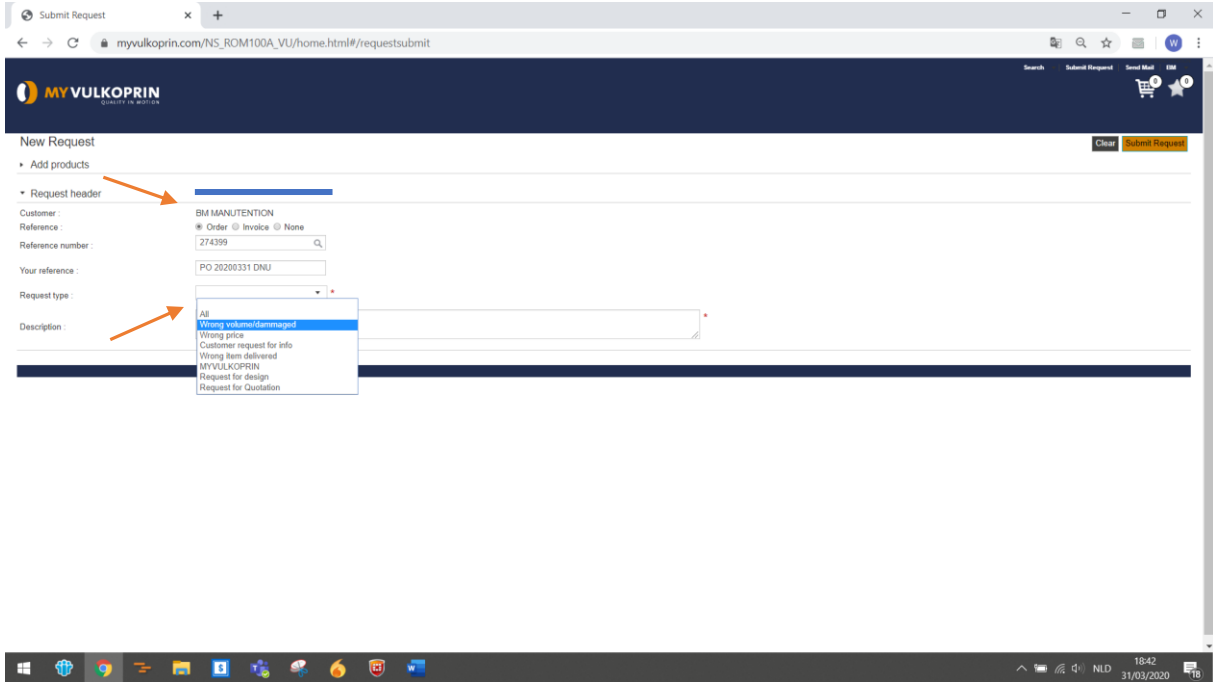 Submit Request
myvulkoprin.com/NS_ROM100A_VU/home.html#/requestsubmit
W
Search Submit Request Send Mail BM
MYVULKOPRIN
QUALITY IN MOTION
0 0
New Request
Clear Submit Request
Add products
Request header
Customer : BM MANUTENTION
Reference : Order Invoice None
Reference number : 274399
Your reference : PO 20200331 DNU
Request type : *
All
Description : *
Wrong volume/dammaged
Wrong price
Customer request for info
Wrong item delivered
MYVULKOPRIN
Request for design
Request for Quotation
NLD
18:42
31/03/2020
18